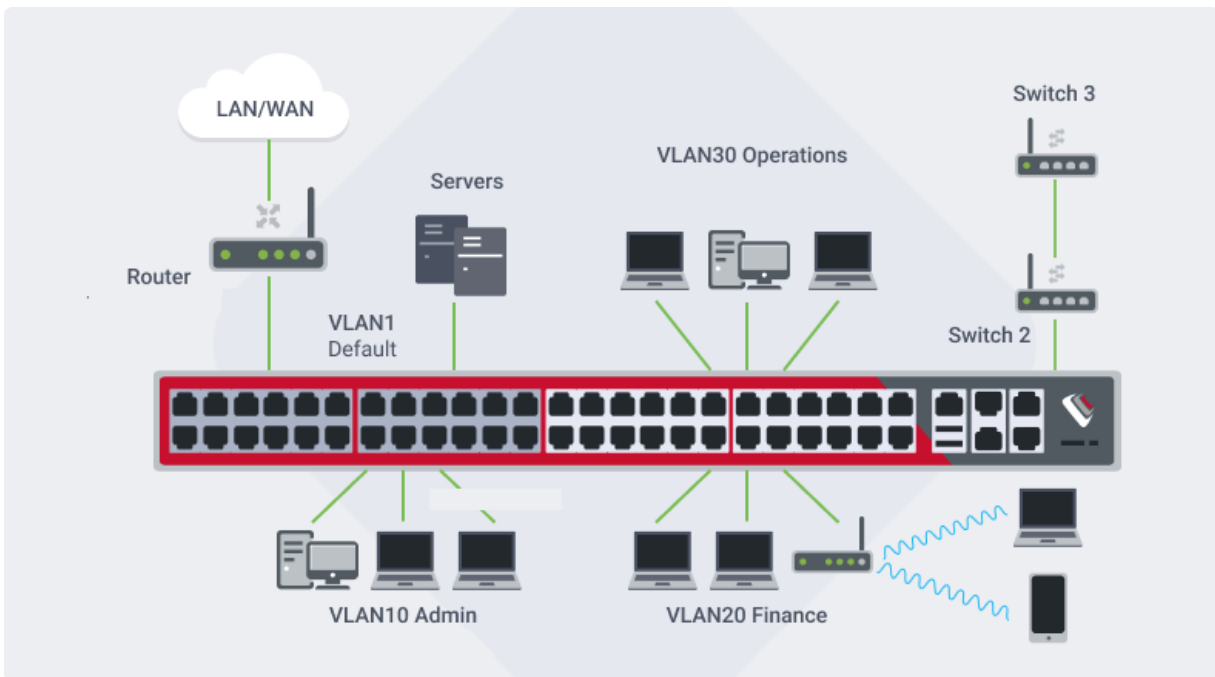 LAN/WAN
Switch 3
VLAN30 Operations
Servers
Router
VLAN1
Default
Switch 2
VLAN10 Admin
VLAN20 Finance